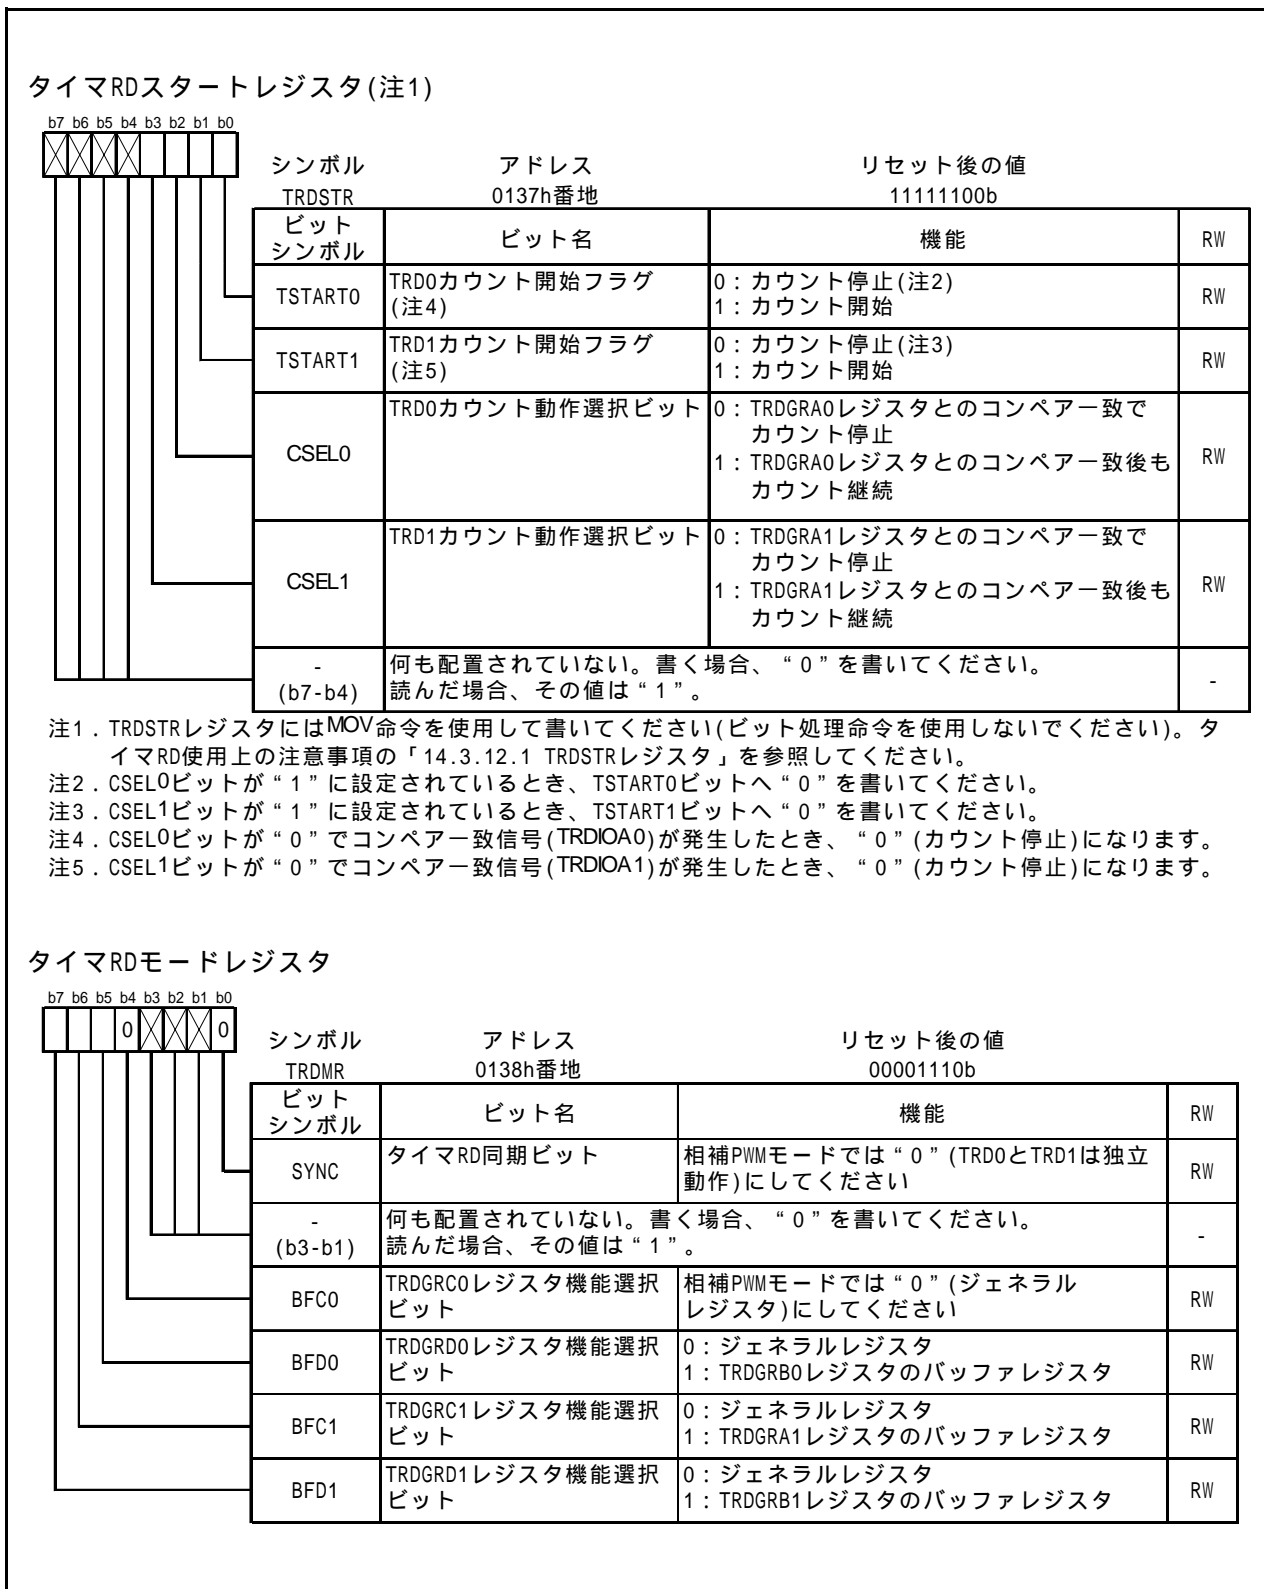 タイマRDスタートレジスタ(注1)
b7 b6 b5 b4 b3 b2 b1 b0
シンボル アドレス リセット後の値
TRDSTR 0137h番地 11111100b
ビット
シンボル ビット名 機能 RW
TSTART0 TRD0カウント開始フラグ
(注4) 0：カウント停止(注2)
1：カウント開始 RW
TSTART1 TRD1カウント開始フラグ
(注5) 0：カウント停止(注3)
1：カウント開始 RW
CSEL0 TRD0カウント動作選択ビット 0：TRDGRA0レジスタとのコンペア一致で
カウント停止
1：TRDGRA0レジスタとのコンペア一致後も
カウント継続 RW
CSEL1 TRD1カウント動作選択ビット 0：TRDGRA1レジスタとのコンペア一致で
カウント停止
1：TRDGRA1レジスタとのコンペア一致後も
カウント継続 RW
-
(b7-b4) 何も配置されていない。書く場合、“0”を書いてください。
読んだ場合、その値は“1”。 -
注1．TRDSTRレジスタにはMOV命令を使用して書いてください(ビット処理命令を使用しないでください)。タ
イマRD使用上の注意事項の「14.3.12.1 TRDSTRレジスタ」を参照してください。
注2．CSEL0ビットが“1”に設定されているとき、TSTART0ビットへ“0”を書いてください。
注3．CSEL1ビットが“1”に設定されているとき、TSTART1ビットへ“0”を書いてください。
注4．CSEL0ビットが“0”でコンペア一致信号(TRDIOA0)が発生したとき、“0”(カウント停止)になります。
注5．CSEL1ビットが“0”でコンペア一致信号(TRDIOA1)が発生したとき、“0”(カウント停止)になります。
タイマRDモードレジスタ
b7 b6 b5 b4 b3 b2 b1 b0
0 0
シンボル アドレス リセット後の値
TRDMR 0138h番地 00001110b
ビット
シンボル ビット名 機能 RW
SYNC タイマRD同期ビット 相補PWMモードでは“0”(TRD0とTRD1は独立
動作)にしてください RW
-
(b3-b1) 何も配置されていない。書く場合、“0”を書いてください。
読んだ場合、その値は“1”。 -
BFC0 TRDGRC0レジスタ機能選択
ビット 相補PWMモードでは“0”(ジェネラル
レジスタ)にしてください RW
BFD0 TRDGRD0レジスタ機能選択
ビット 0：ジェネラルレジスタ
1：TRDGRB0レジスタのバッファレジスタ RW
BFC1 TRDGRC1レジスタ機能選択
ビット 0：ジェネラルレジスタ
1：TRDGRA1レジスタのバッファレジスタ RW
BFD1 TRDGRD1レジスタ機能選択
ビット 0：ジェネラルレジスタ
1：TRDGRB1レジスタのバッファレジスタ RW